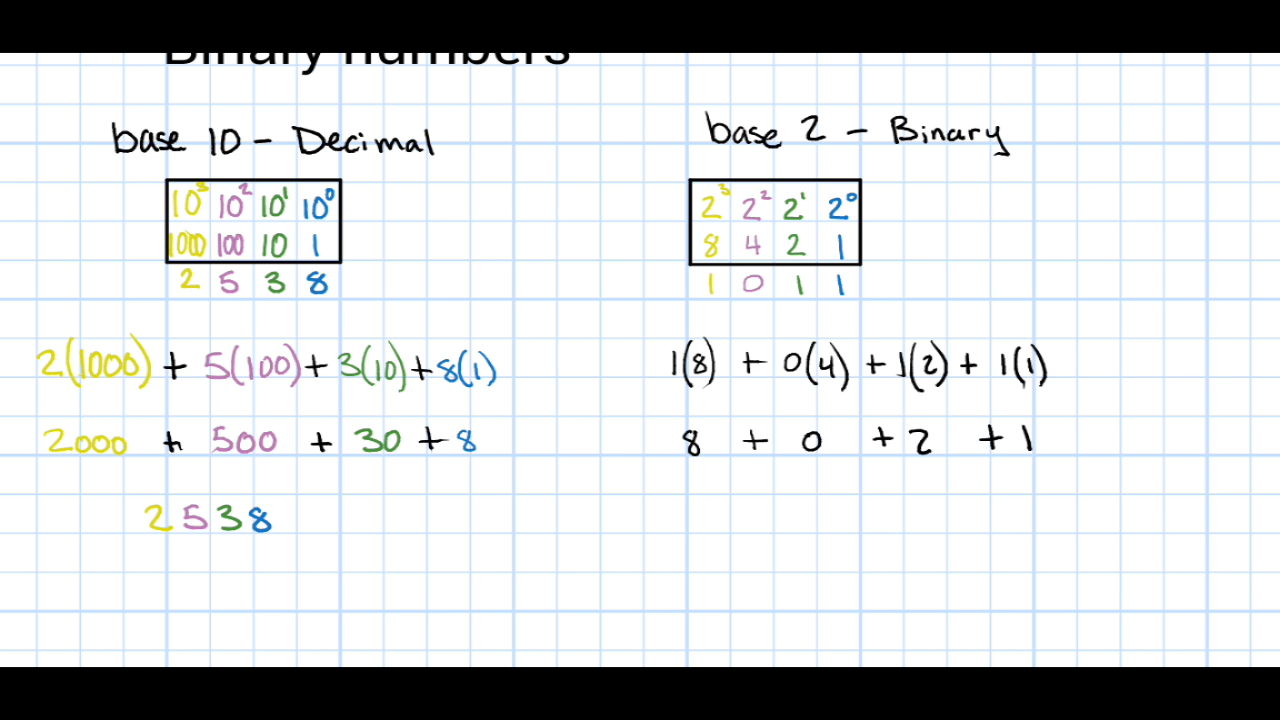 Binary numbers
base 10 - Decimal
10³ 10² 10¹ 10⁰
1000 100 10 1
2 5 3 8
2(1000) + 5(100) + 3(10) + 8(1)
2000 + 500 + 30 + 8
2538
base 2 - Binary
2³ 2² 2¹ 2⁰
8 4 2 1
1 0 1 1
1(8) + 0(4) + 1(2) + 1(1)
8 + 0 + 2 + 1